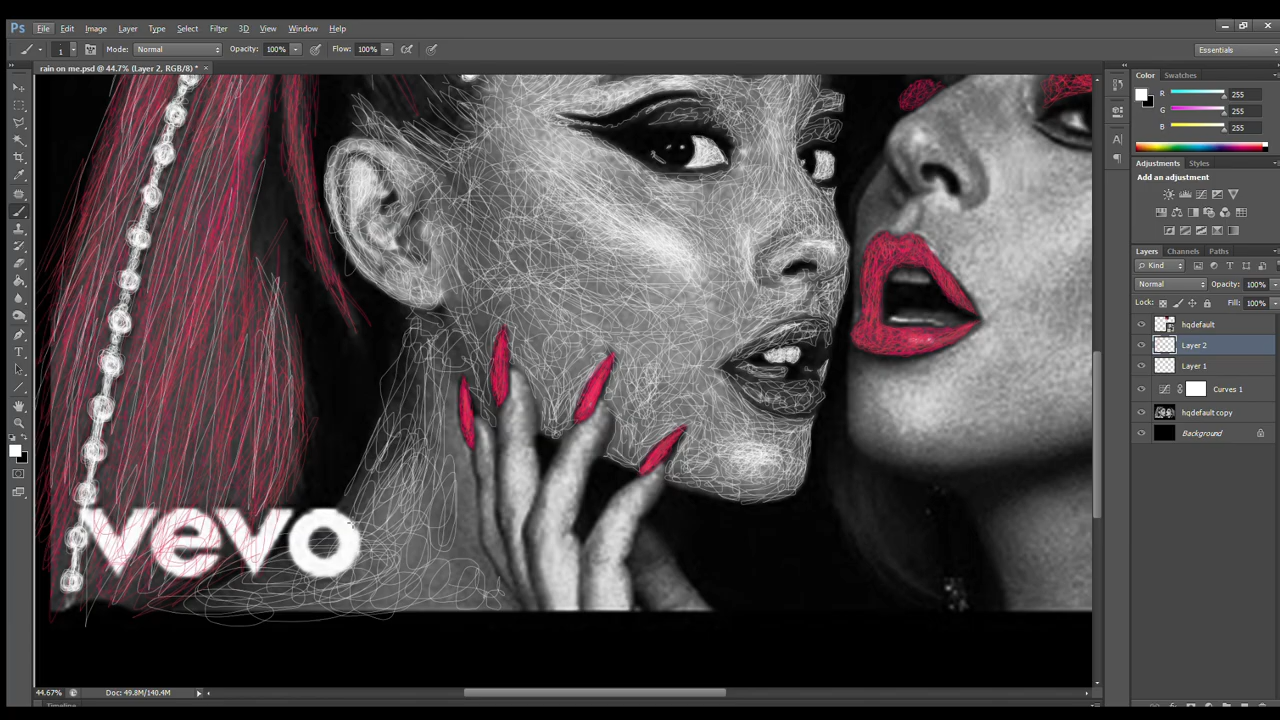 Ps File Edit Image Layer Type Select Filter 3D View Window Help
1 Mode: Normal Opacity: 100% Flow: 100% Essentials
rain on me.psd @ 44.7% (Layer 2, RGB/8) * ×
Color Swatches
R 255
G 255
B 255
Adjustments Styles
Add an adjustment
Layers Channels Paths
Kind
Normal Opacity: 100%
Lock: Fill: 100%
hqdefault
Layer 2
Layer 1
Curves 1
hqdefault copy
Background
vevo
44.67% Doc: 49.8M/140.4M
Timeline